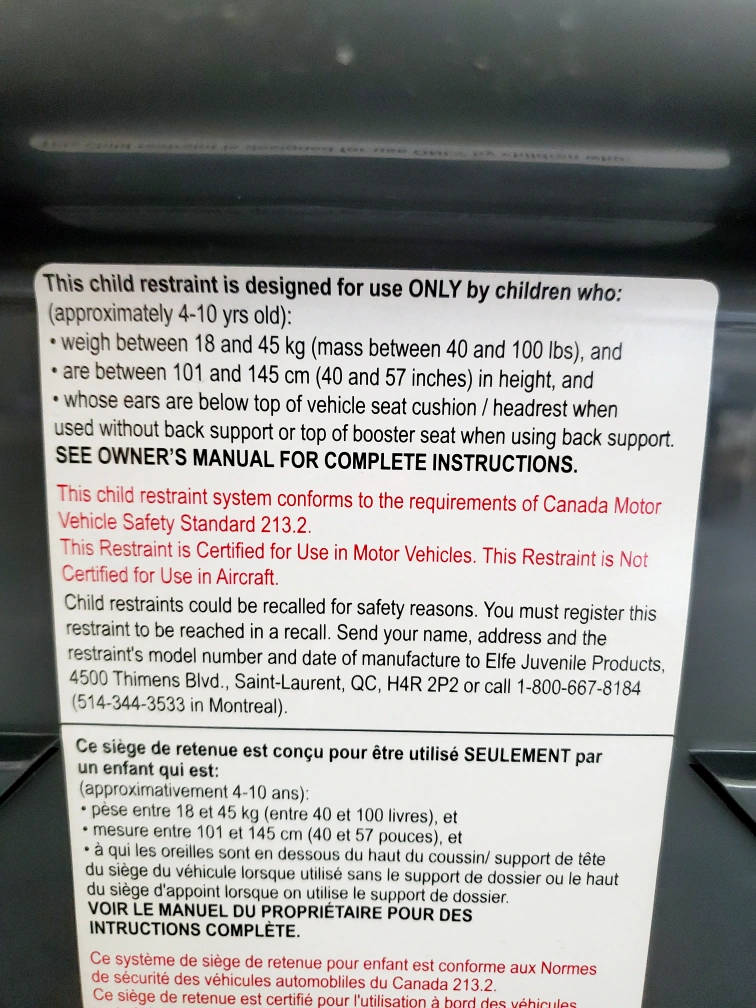 This child restraint is designed for use ONLY by children who:
(approximately 4-10 yrs old):
• weigh between 18 and 45 kg (mass between 40 and 100 lbs), and
• are between 101 and 145 cm (40 and 57 inches) in height, and
• whose ears are below top of vehicle seat cushion / headrest when
used without back support or top of booster seat when using back support.
SEE OWNER'S MANUAL FOR COMPLETE INSTRUCTIONS.
This child restraint system conforms to the requirements of Canada Motor
Vehicle Safety Standard 213.2.
This Restraint is Certified for Use in Motor Vehicles. This Restraint is Not
Certified for Use in Aircraft.
Child restraints could be recalled for safety reasons. You must register this
restraint to be reached in a recall. Send your name, address and the
restraint's model number and date of manufacture to Elfe Juvenile Products,
4500 Thimens Blvd., Saint-Laurent, QC, H4R 2P2 or call 1-800-667-8184
(514-344-3533 in Montreal).
Ce siège de retenue est conçu pour être utilisé SEULEMENT par
un enfant qui est:
(approximativement 4-10 ans):
• pèse entre 18 et 45 kg (entre 40 et 100 livres), et
• mesure entre 101 et 145 cm (40 et 57 pouces), et
• à qui les oreilles sont en dessous du haut du coussin/ support de tête
du siège du véhicule lorsque utilisé sans le support de dossier ou le haut
du siège d'appoint lorsque on utilise le support de dossier.
VOIR LE MANUEL DU PROPRIÉTAIRE POUR DES
INTRUCTIONS COMPLÈTE.
Ce système de siège de retenue pour enfant est conforme aux Normes
de sécurité des véhicules automobliles du Canada 213.2.
Ce siège de retenue est certifié pour l'utilisation à bord des véhicules